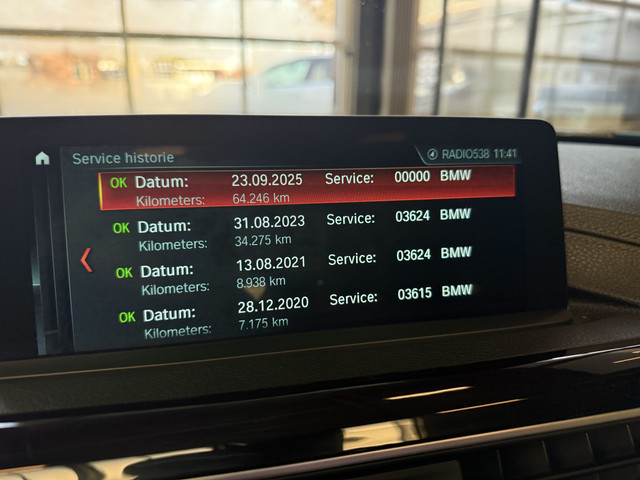 Service historie RADIO538 11:41
OK Datum: 23.09.2025 Service: 00000 BMW
Kilometers: 64.246 km
OK Datum: 31.08.2023 Service: 03624 BMW
Kilometers: 34.275 km
OK Datum: 13.08.2021 Service: 03624 BMW
Kilometers: 8.938 km
OK Datum: 28.12.2020 Service: 03615 BMW
Kilometers: 7.175 km